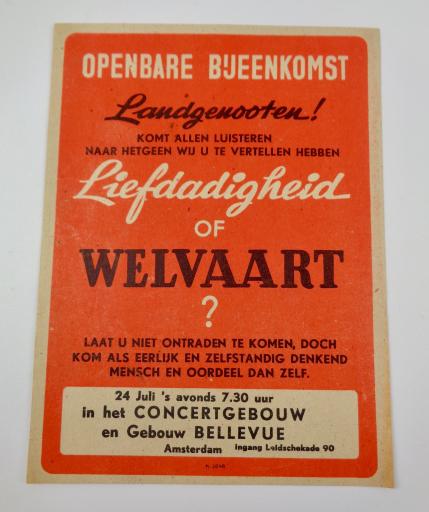 OPENBARE BIJEENKOMST
Landgenooten!
KOMT ALLEN LUISTEREN
NAAR HETGEEN WIJ U TE VERTELLEN HEBBEN
Liefdadigheid
OF
WELVAART
?
LAAT U NIET ONTRADEN TE KOMEN, DOCH
KOM ALS EERLIJK EN ZELFSTANDIG DENKEND
MENSCH EN OORDEEL DAN ZELF.
24 Juli 's avonds 7.30 uur
in het CONCERTGEBOUW
en Gebouw BELLEVUE
Amsterdam ingang Leidschekade 90